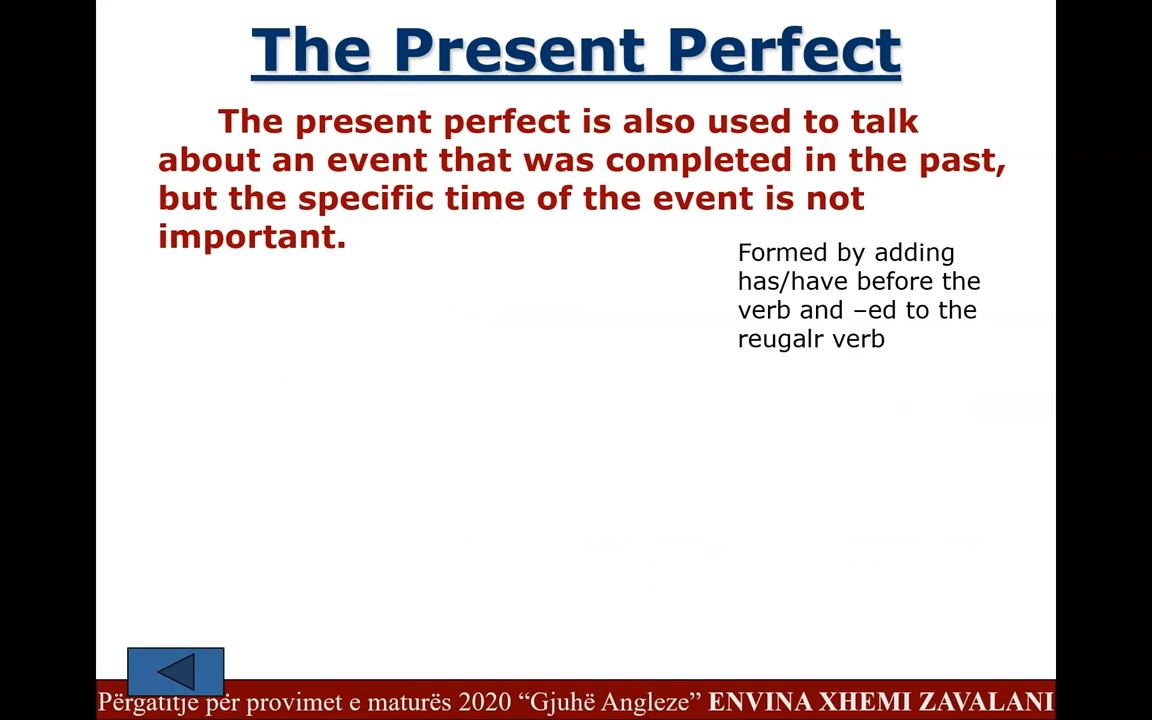 The Present Perfect
The present perfect is also used to talk
about an event that was completed in the past,
but the specific time of the event is not
important.
Formed by adding
has/have before the
verb and –ed to the
reugalr verb
Përgatitje për provimet e maturës 2020 “Gjuhë Angleze” ENVINA XHEMI ZAVALANI